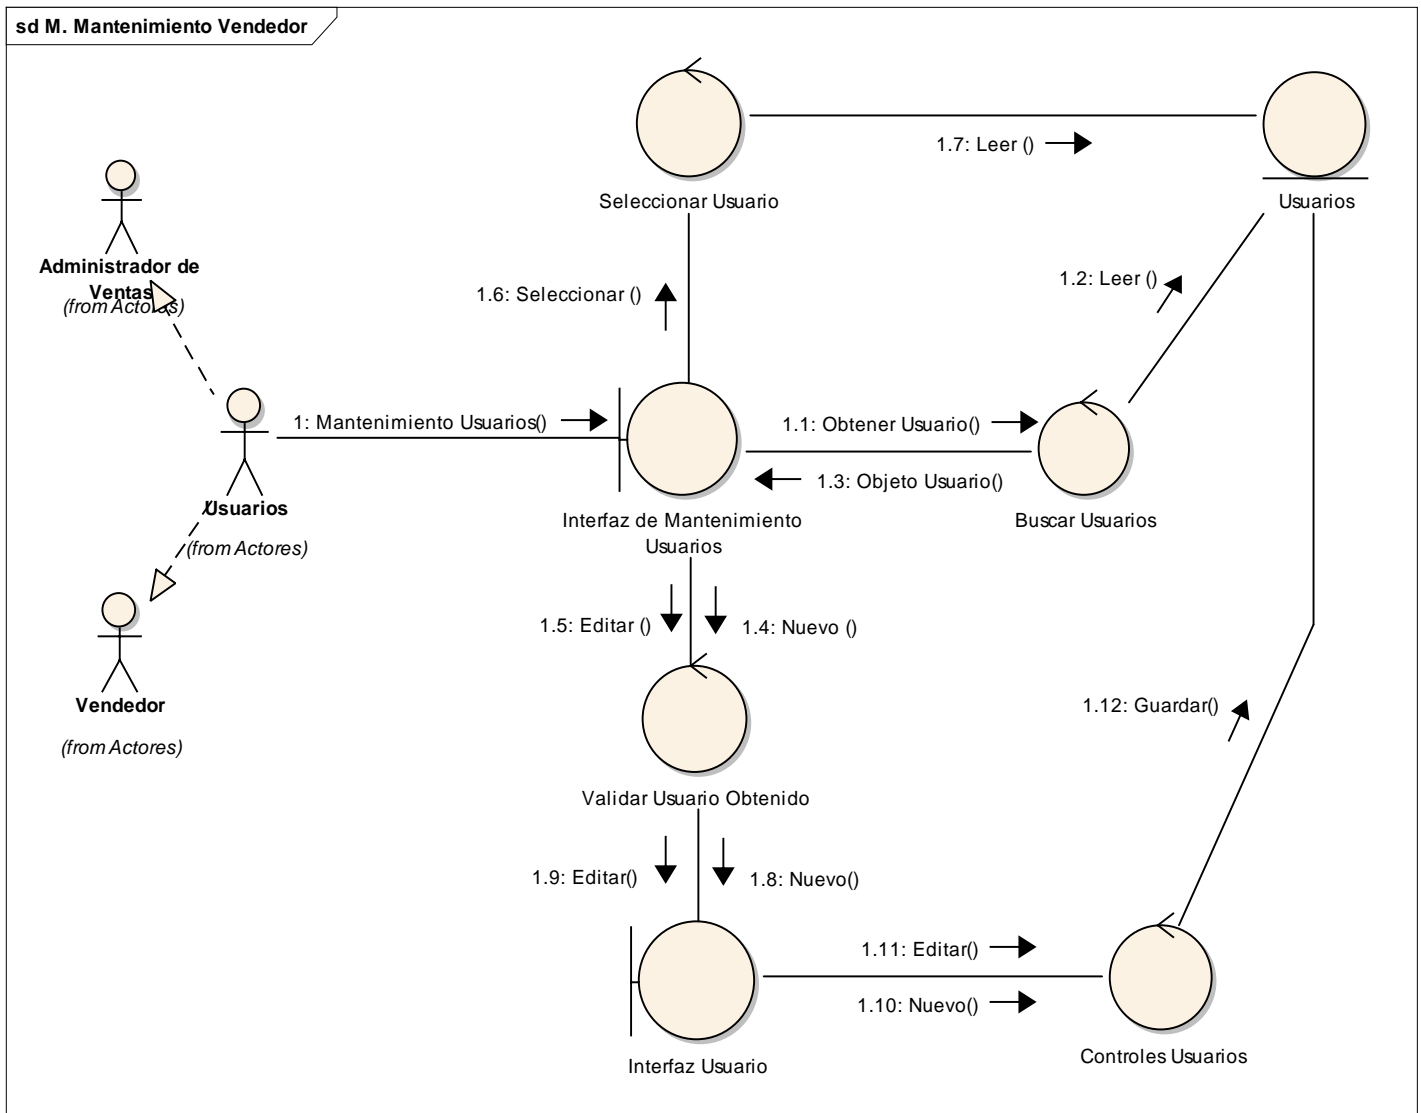 sd M. Mantenimiento Vendedor
1.7: Leer ()
Seleccionar Usuario
Usuarios
Administrador de
Ventas
(from Actores)
1.6: Seleccionar ()
1.2: Leer ()
1: Mantenimiento Usuarios()
1.1: Obtener Usuario()
1.3: Objeto Usuario()
Usuarios
(from Actores)
Interfaz de Mantenimiento
Usuarios
Buscar Usuarios
1.5: Editar ()
1.4: Nuevo ()
Vendedor
(from Actores)
1.12: Guardar()
Validar Usuario Obtenido
1.9: Editar()
1.8: Nuevo()
1.11: Editar()
1.10: Nuevo()
Interfaz Usuario
Controles Usuarios